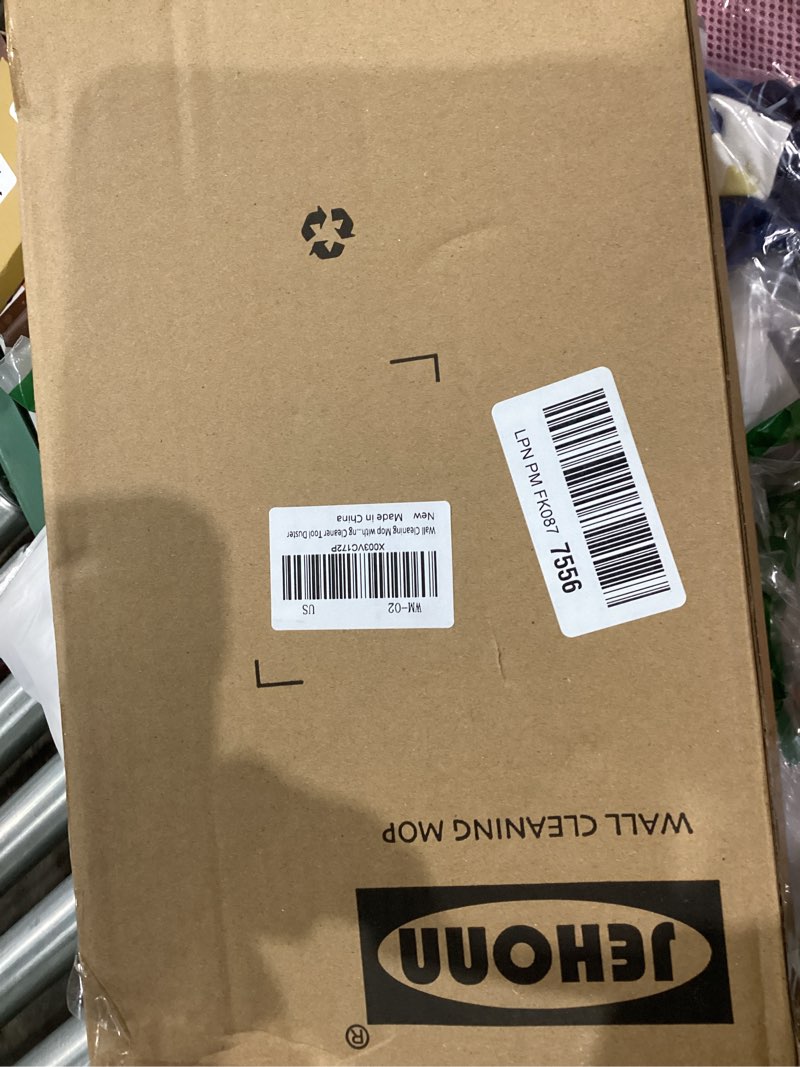 JEHONN
®
WALL CLEANING MOP
WM-02 US
X003VC172P
Wall Cleaning Mop with...ng Cleaner Tool Duster
New Made in China
LPN PM FK087 7556